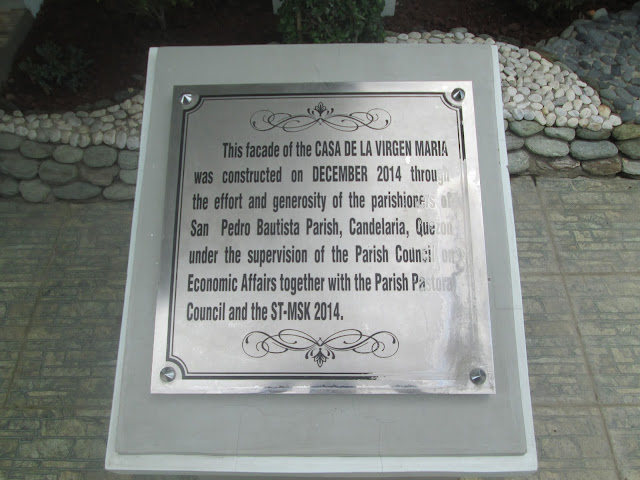 This facade of the CASA DE LA VIRGEN MARIA
was constructed on DECEMBER 2014 through
the effort and generosity of the parishioners of
San Pedro Bautista Parish, Candelaria, Quezon
under the supervision of the Parish Council on
Economic Affairs together with the Parish Pastoral
Council and the ST-MSK 2014.